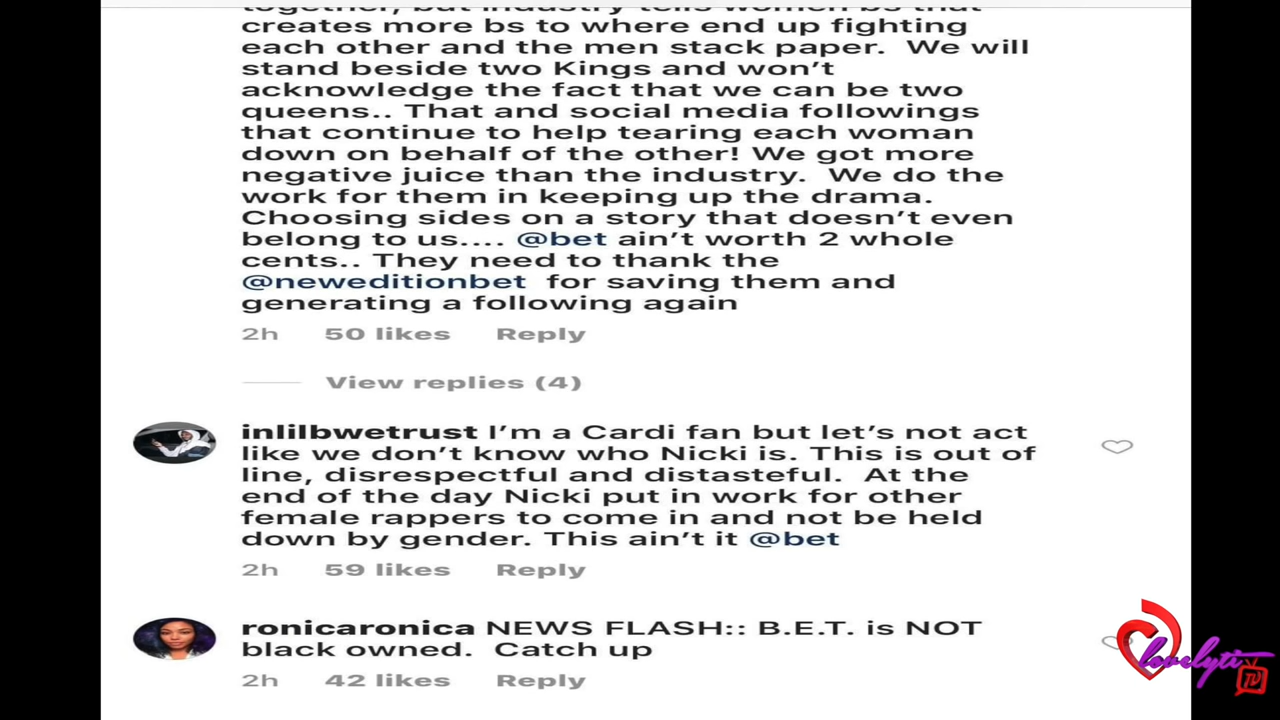 together, but industry tells women bs that
creates more bs to where end up fighting
each other and the men stack paper.  We will
stand beside two Kings and won't
acknowledge the fact that we can be two
queens.. That and social media followings
that continue to help tearing each woman
down on behalf of the other! We got more
negative juice than the industry.  We do the
work for them in keeping up the drama.
Choosing sides on a story that doesn't even
belong to us.... @bet ain't worth 2 whole
cents.. They need to thank the
@neweditionbet  for saving them and
generating a following again
2h 50 likes Reply
View replies (4)
inlilbwetrust I'm a Cardi fan but let's not act
like we don't know who Nicki is. This is out of
line, disrespectful and distasteful.  At the
end of the day Nicki put in work for other
female rappers to come in and not be held
down by gender. This ain't it @bet
2h 59 likes Reply
ronicaronica NEWS FLASH:: B.E.T. is NOT
black owned.  Catch up
2h 42 likes Reply
lovelyti
TV